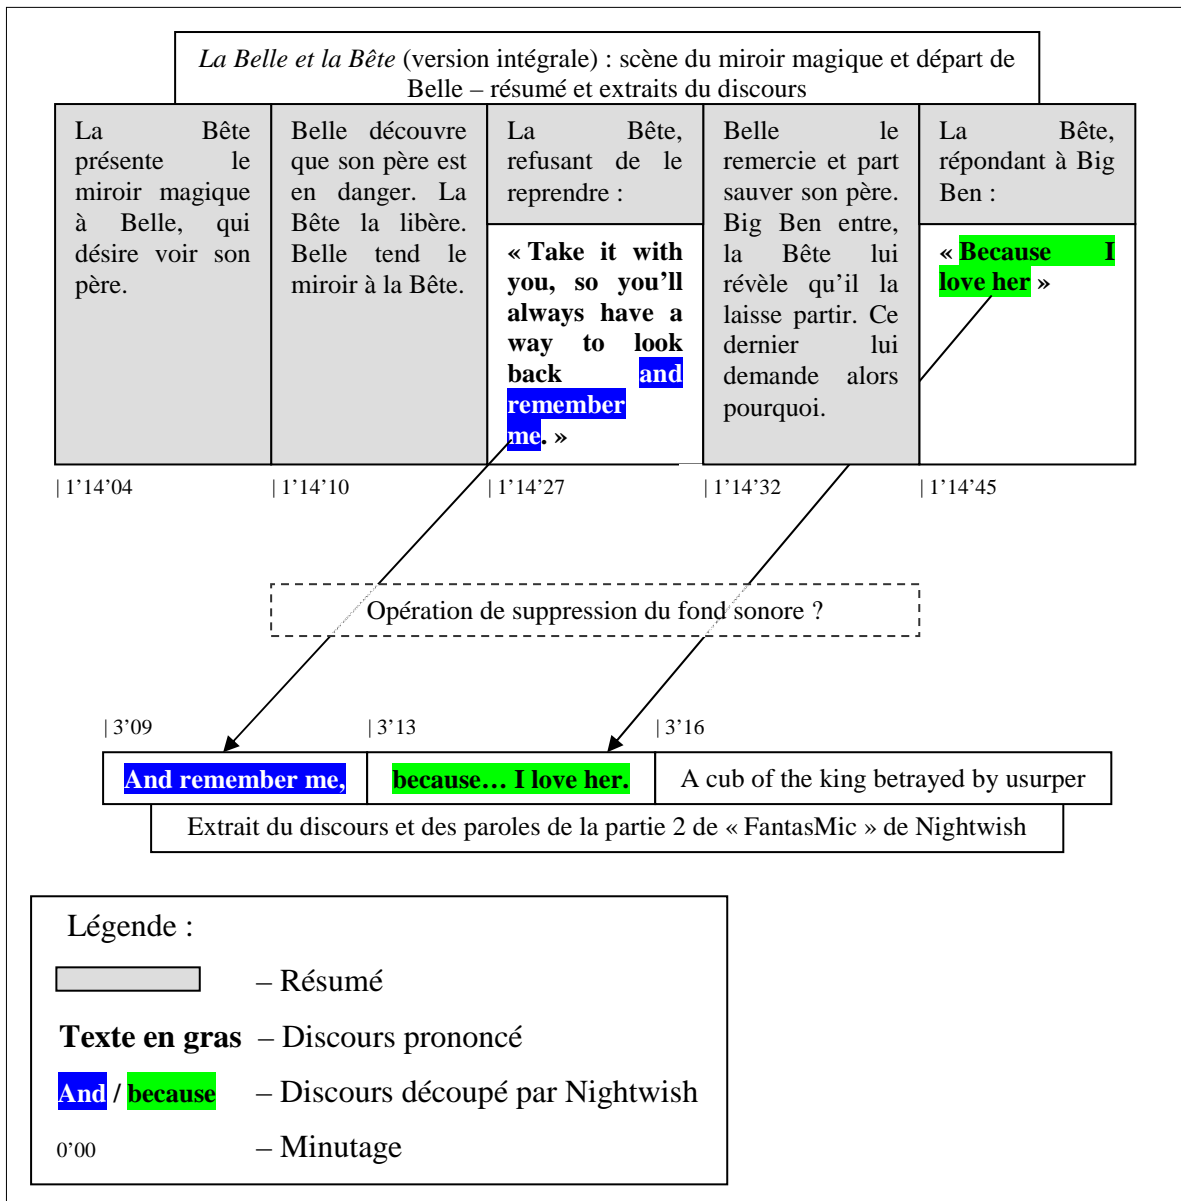 La Belle et la Bête (version intégrale) : scène du miroir magique et départ de
Belle – résumé et extraits du discours
La Bête
présente le
miroir magique
à Belle, qui
désire voir son
père.
Belle découvre
que son père est
en danger. La
Bête la libère.
Belle tend le
miroir à la Bête.
La Bête,
refusant de le
reprendre :
« Take it with
you, so you’ll
always have a
way to look
back and
remember
me. »
Belle le
remercie et part
sauver son père.
Big Ben entre,
la Bête lui
révèle qu’il la
laisse partir. Ce
dernier lui
demande alors
pourquoi.
La Bête,
répondant à Big
Ben :
« Because I
love her »
| 1’14’04
| 1’14’10
| 1’14’27
| 1’14’32
| 1’14’45
Opération de suppression du fond sonore ?
| 3’09
| 3’13
| 3’16
And remember me,
because… I love her.
A cub of the king betrayed by usurper
Extrait du discours et des paroles de la partie 2 de « FantasMic » de Nightwish
Légende :
– Résumé
Texte en gras – Discours prononcé
And / because – Discours découpé par Nightwish
0’00 – Minutage